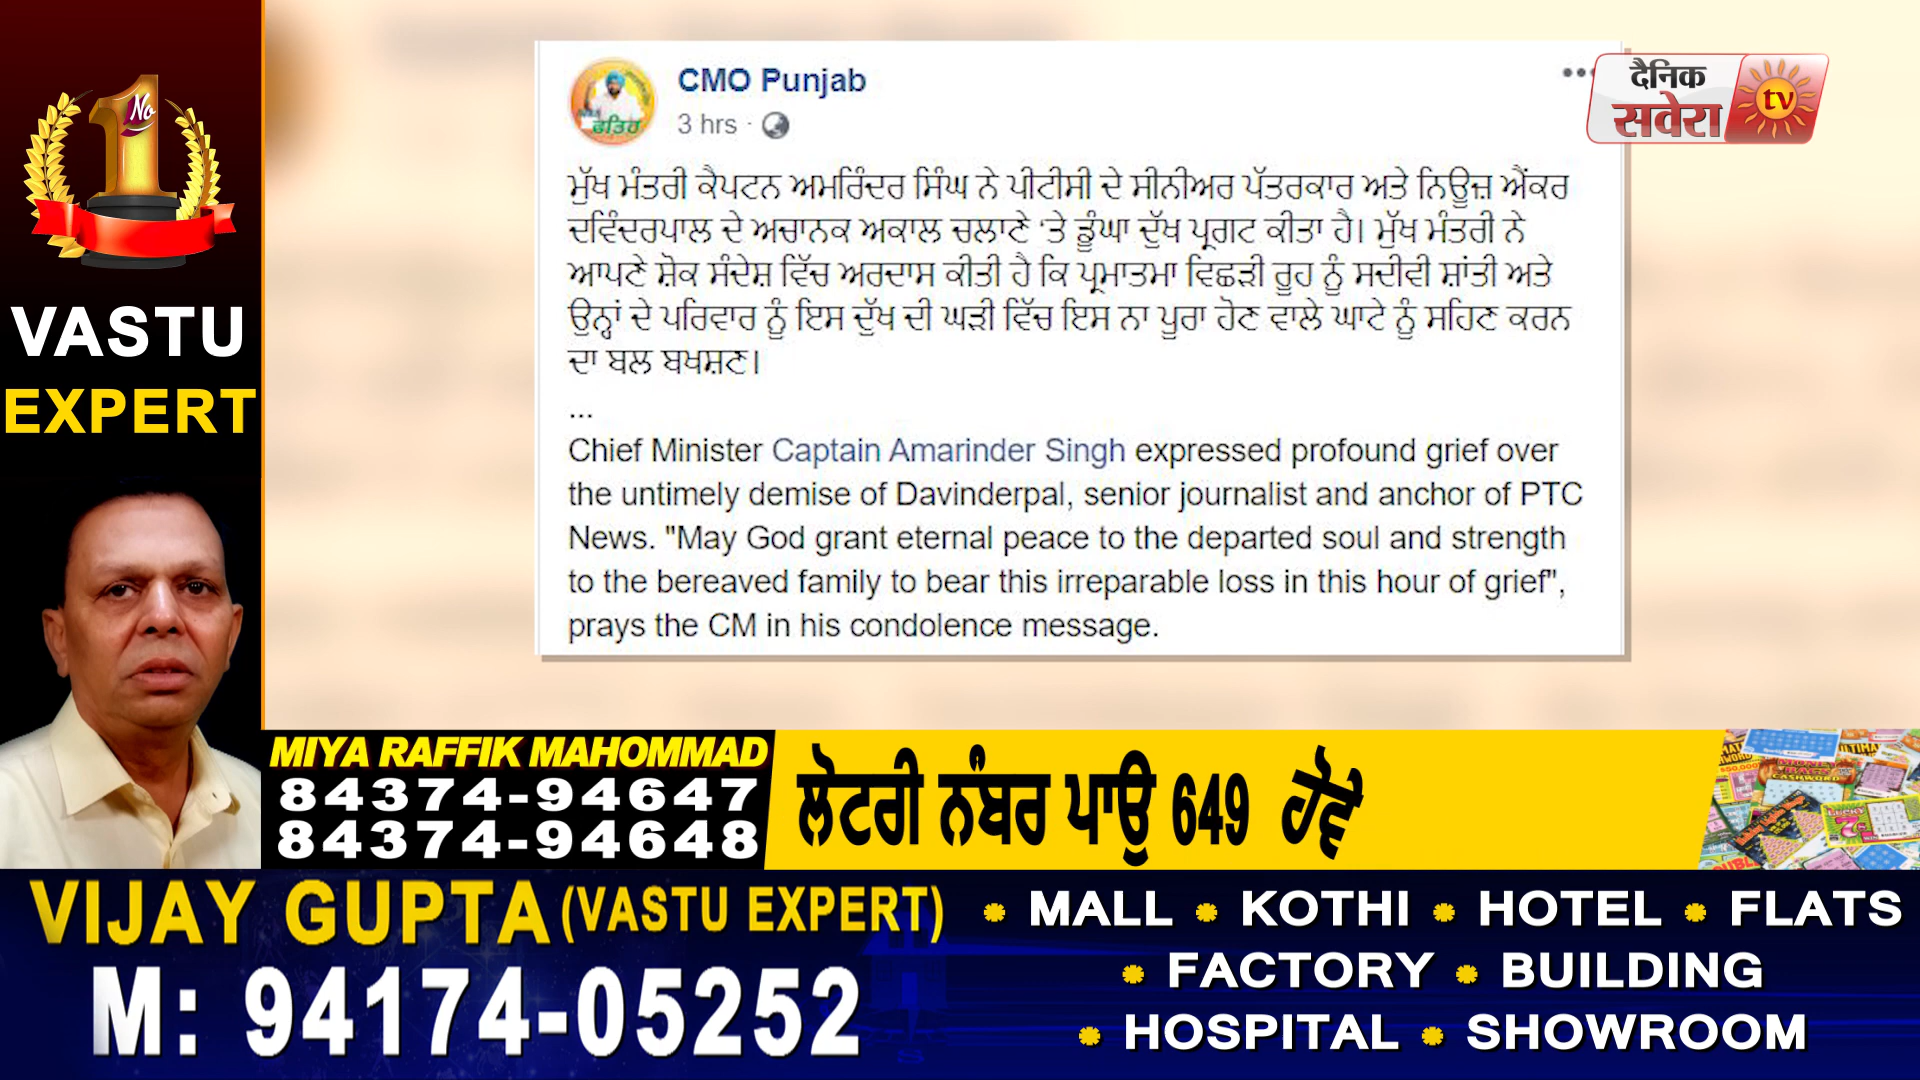 No
1
VASTU
EXPERT
CMO Punjab
3 hrs ·
दैनिक
सवेरा
tv
ਫਤਿਹ
ਮੁੱਖ ਮੰਤਰੀ ਕੈਪਟਨ ਅਮਰਿੰਦਰ ਸਿੰਘ ਨੇ ਪੀਟੀਸੀ ਦੇ ਸੀਨੀਅਰ ਪੱਤਰਕਾਰ ਅਤੇ ਨਿਊਜ਼ ਐਂਕਰ
ਦਵਿੰਦਰਪਾਲ ਦੇ ਅਚਾਨਕ ਅਕਾਲ ਚਲਾਣੇ 'ਤੇ ਡੂੰਘਾ ਦੁੱਖ ਪ੍ਰਗਟ ਕੀਤਾ ਹੈ। ਮੁੱਖ ਮੰਤਰੀ ਨੇ
ਆਪਣੇ ਸ਼ੋਕ ਸੰਦੇਸ਼ ਵਿੱਚ ਅਰਦਾਸ ਕੀਤੀ ਹੈ ਕਿ ਪ੍ਰਮਾਤਮਾ ਵਿਛੜੀ ਰੂਹ ਨੂੰ ਸਦੀਵੀ ਸ਼ਾਂਤੀ ਅਤੇ
ਉਨ੍ਹਾਂ ਦੇ ਪਰਿਵਾਰ ਨੂੰ ਇਸ ਦੁੱਖ ਦੀ ਘੜੀ ਵਿੱਚ ਇਸ ਨਾ ਪੂਰਾ ਹੋਣ ਵਾਲੇ ਘਾਟੇ ਨੂੰ ਸਹਿਣ ਕਰਨ
ਦਾ ਬਲ ਬਖਸ਼ਣ।
...
Chief Minister Captain Amarinder Singh expressed profound grief over
the untimely demise of Davinderpal, senior journalist and anchor of PTC
News. "May God grant eternal peace to the departed soul and strength
to the bereaved family to bear this irreparable loss in this hour of grief",
prays the CM in his condolence message.
MIYA RAFFIK MAHOMMAD
84374-94647
84374-94648
ਲੋਟਰੀ ਨੰਬਰ ਪਾਉ 649 ਹੋਵੇ
VIJAY GUPTA (VASTU EXPERT)
M: 94174-05252
MALL KOTHI HOTEL FLATS
FACTORY BUILDING
HOSPITAL SHOWROOM